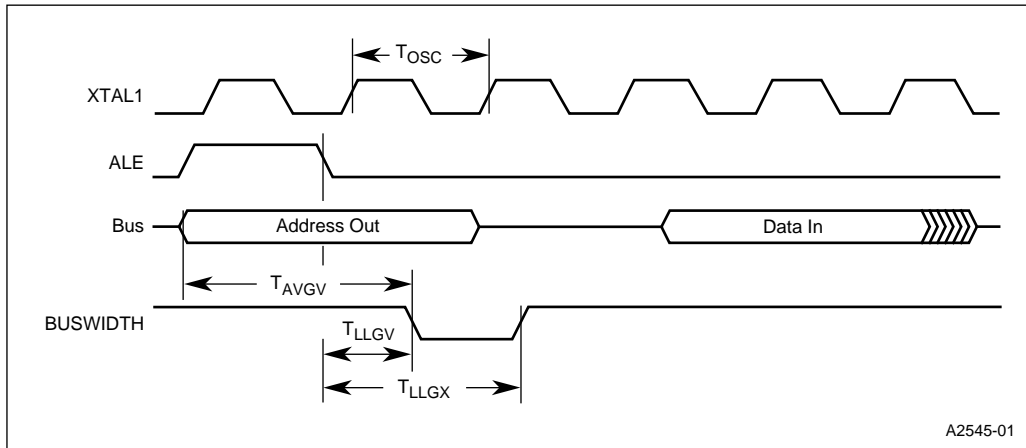 TOSC
XTAL1
ALE
Bus
Address Out
Data In
TAVGV
BUSWIDTH
TLLGV
TLLGX
A2545-01